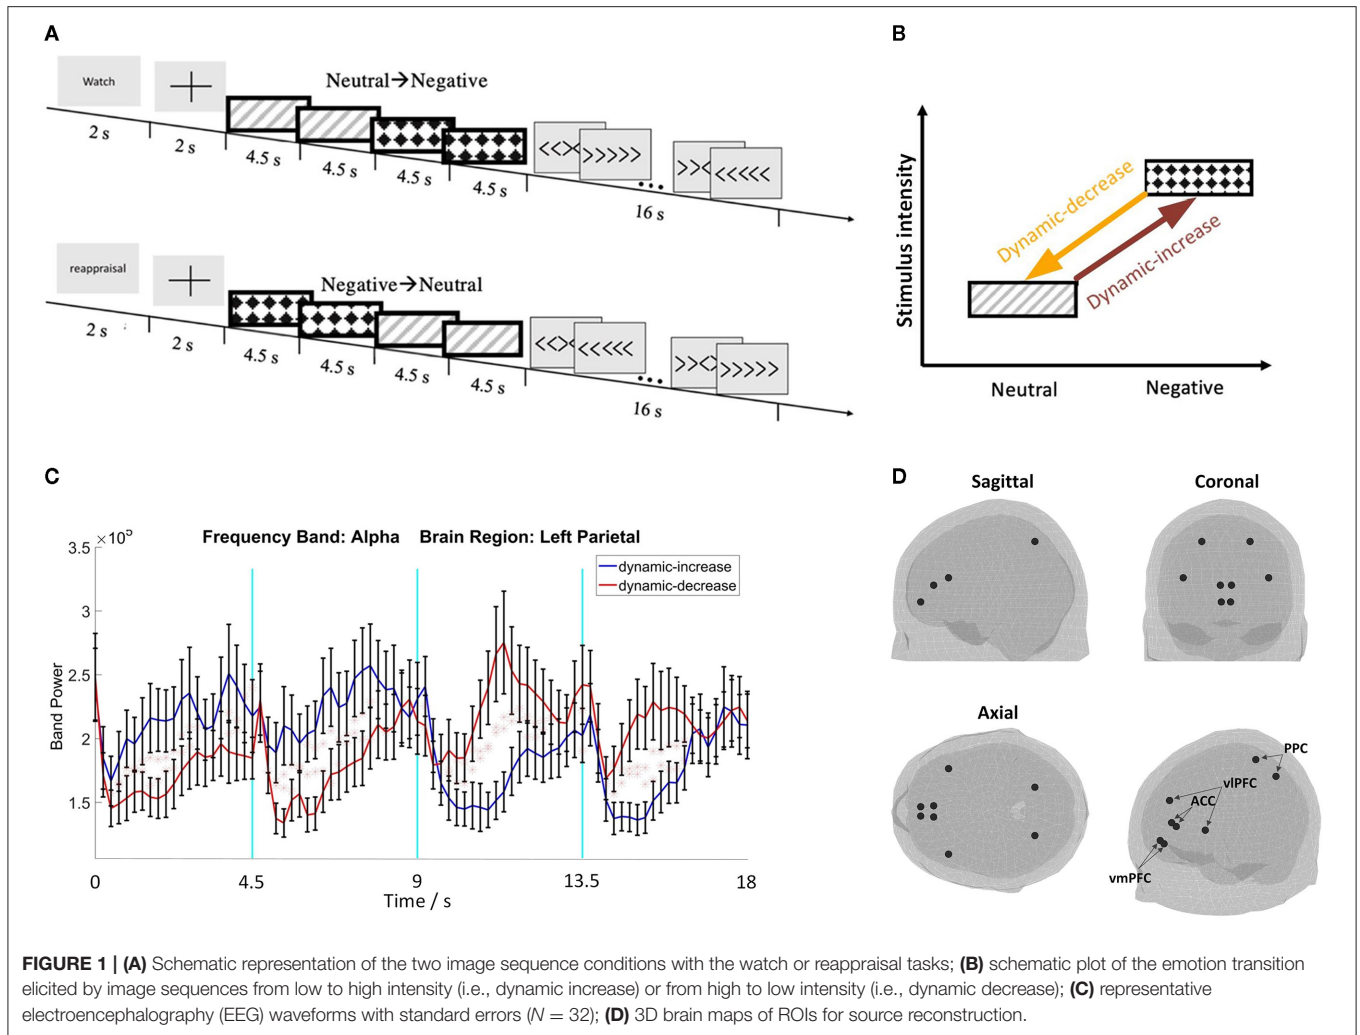 A
Watch
Neutral→Negative
2 s
2 s
4.5 s
4.5 s
4.5 s
4.5 s
<<><
>>>>>
•••
>><
<<<<<
16 s
reappraisal
Negative→Neutral
2 s
2 s
4.5 s
4.5 s
4.5 s
4.5 s
<<><
<<<<<
•••
>><>
>>>>>
16 s
B
Stimulus intensity
Dynamic-decrease
Dynamic-increase
Neutral
Negative
C
×10⁵
Frequency Band: Alpha Brain Region: Left Parietal
dynamic-increase
dynamic-decrease
Band Power
3.5
3
2.5
2
1.5
0
4.5
9
13.5
18
Time / s
D
Sagittal
Coronal
Axial
PPC
vlPFC
ACC
vmPFC
FIGURE 1 | (A) Schematic representation of the two image sequence conditions with the watch or reappraisal tasks; (B) schematic plot of the emotion transition
elicited by image sequences from low to high intensity (i.e., dynamic increase) or from high to low intensity (i.e., dynamic decrease); (C) representative
electroencephalography (EEG) waveforms with standard errors (N = 32); (D) 3D brain maps of ROIs for source reconstruction.